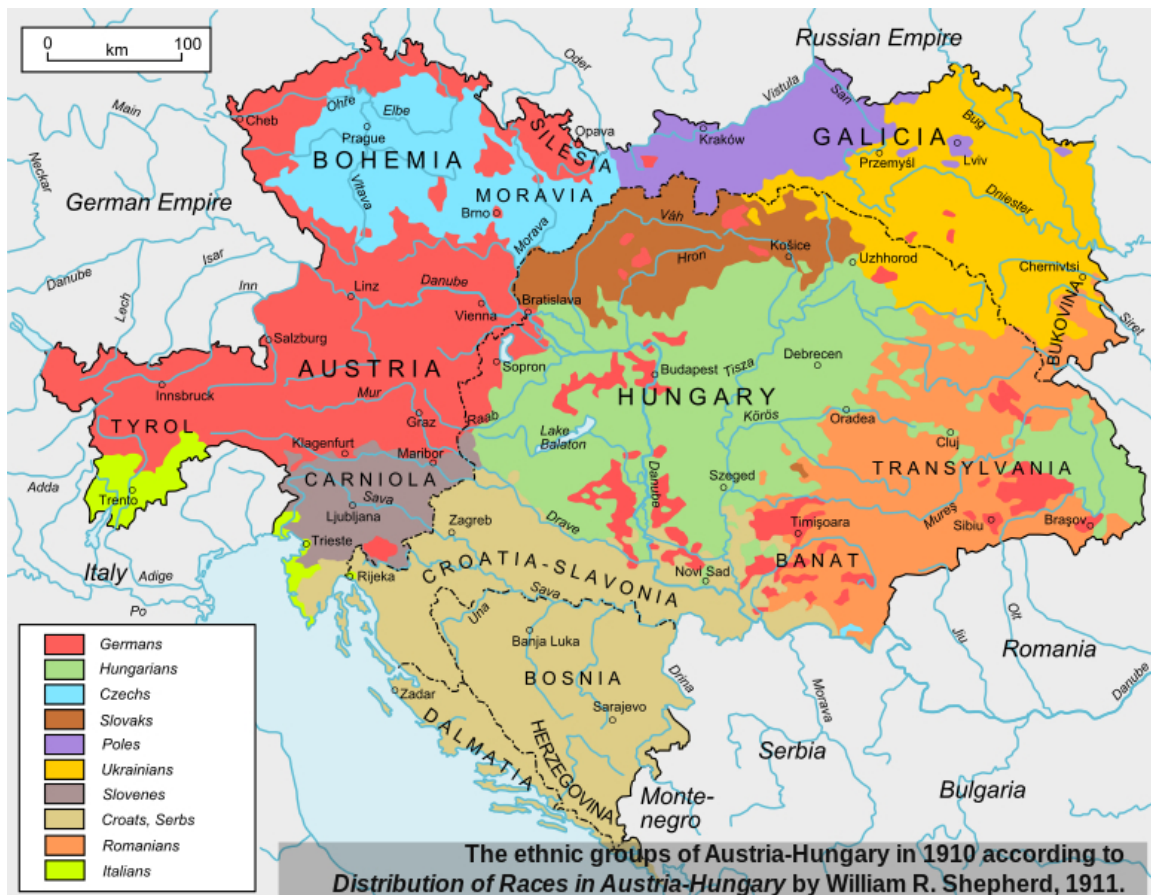 0 100
km
Russian Empire
Oder
Vistula
San
Main
Ohře
Elbe
Cheb
Prague
Opava
Kraków
GALICIA
Bug
SILESIA
Przemyśl
Lviv
Neckar
BOHEMIA
Vltava
MORAVIA
Dniester
German Empire
Brno
Morava
Váh
Košice
Hron
Uzhhorod
Chernivtsi
Danube
Isar
Lech
Inn
Linz
Danube
Vienna
Bratislava
BUKOVINA
Siret
Salzburg
AUSTRIA
Sopron
Budapest
Tisza
Debrecen
Innsbruck
Mur
HUNGARY
TYROL
Graz
Raab
Körös
Oradea
Klagenfurt
Maribor
Lake
Balaton
Cluj
Adda
Trento
CARNIOLA
Sava
Ljubljana
Danube
Szeged
TRANSYLVANIA
Mureş
Trieste
Zagreb
Drave
Timişoara
Sibiu
Braşov
Italy
Adige
Po
Rijeka
CROATIA-SLAVONIA
Novi Sad
BANAT
Sava
Una
Banja Luka
Jiu
Olt
Romania
BOSNIA
Drina
Zadar
Sarajevo
Morava
Danube
DALMATIA
HERZEGOVINA
Serbia
Monte-
negro
Bulgaria
Germans
Hungarians
Czechs
Slovaks
Poles
Ukrainians
Slovenes
Croats, Serbs
Romanians
Italians
The ethnic groups of Austria-Hungary in 1910 according to
Distribution of Races in Austria-Hungary by William R. Shepherd, 1911.